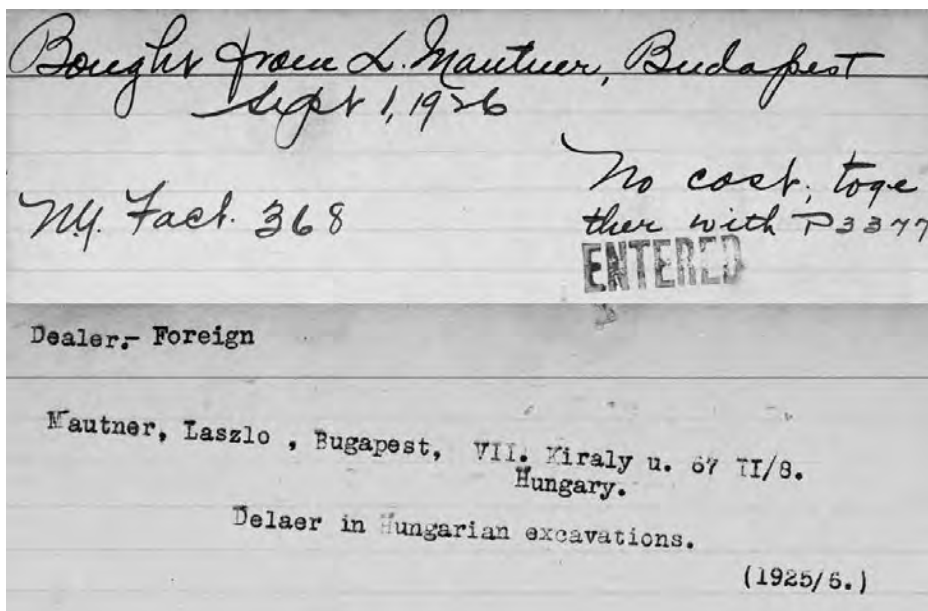 Bought from L. Mautner, Budapest
Sept 1, 1926
No cost, toge
N.Y. Fact. 368
ther with P3377
ENTERED
Dealer.- Foreign
Mautner, Laszlo , Bugapest, VII. Kiraly u. 67 II/8.
Hungary.
Delaer in Hungarian excavations.
(1925/6.)